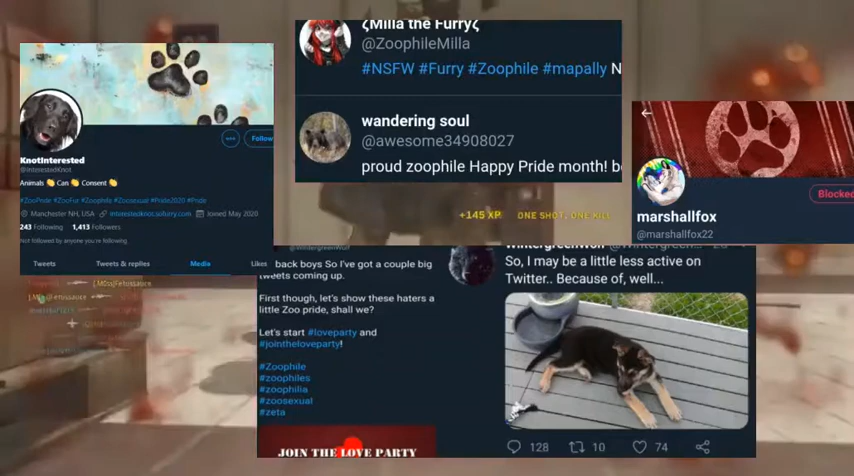 KnotInterested
@InterestedKnot
Animals 👏 Can 👏 Consent 👏
#ZooPride #ZooFur #Zoophile #Zoosexual #Pride2020 #Pride
Manchester NH, USA interestedknot.sofurry.com Joined May 2020
243 Following 1,413 Followers
Not followed by anyone you're following
Tweets Tweets & replies Media Likes
Follow
ζMilla the Furryζ
@ZoophileMilla
#NSFW #Furry #Zoophile #mapally N
wandering soul
@awesome34908027
proud zoophile Happy Pride month!
Blocked
marshallfox
@marshallfox22
+145 XP ONE SHOT, ONE KILL
back boys So I've got a couple big
tweets coming up.
First though, let's show these haters a
little Zoo pride, shall we?
Let's start #loveparty and
#jointheloveparty!
#Zoophile
#zoophiles
#zoophilia
#zoosexual
#zeta
JOIN THE LOVE PARTY
So, I may be a little less active on
Twitter.. Because of, well...
128 10 74